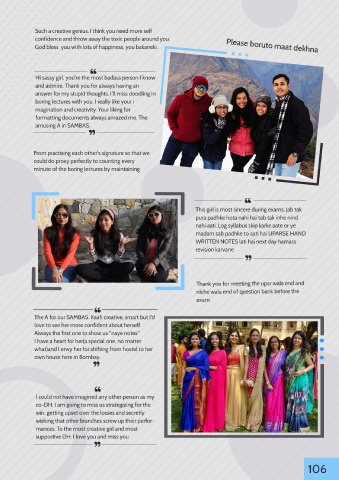 Such a creative genius. I think you need more self
confidence and throw away the toxic people around you.
God bless you with lots of happiness. you bakaneki.
Please boruto maat dekhna
“
Hi sassy girl, you're the most badass person I know
and admire. Thank you for always having an
answer for my stupid thoughts. I'll miss doodling in
boring lectures with you. I really like your i
magination and creativity. Your liking for
formatting documents always amazed me. The
amusing A in SAMBAS.
”
From practising each other's signature so that we
could do proxy perfectly to counting every
minute of the boring lectures by maintaining
“
This girl is most sincere during exams. Jab tak
pura padhke hota nahi hai tab tak inhe nind
nahi aati. Log syllabus skip karke aate or ye
madam sab padhke to aati hai UPARSE HAND
WRITTEN NOTES lati hai next day hamara
revision karvane
”
Thank you for meeting the upar wala end and
niche wala end of question bank before the
exam
“
The A for our SAMBAS. Kaafi creative, smart but I'd
love to see her more confident about herself.
Always the first one to show us "naye notes"
I have a heart for her(a special one, no matter
what)and I envy her for shifting from hostel to her
own house here in Bombay.
”
“
I could not have imagined any other person as my
co-DH. I am going to miss us strategising for the
win, getting upset over the losses and secretly
wishing that other branches screw up their perfor-
mances. To the most creative girl and most
supportive DH. I love you and miss you
”
106